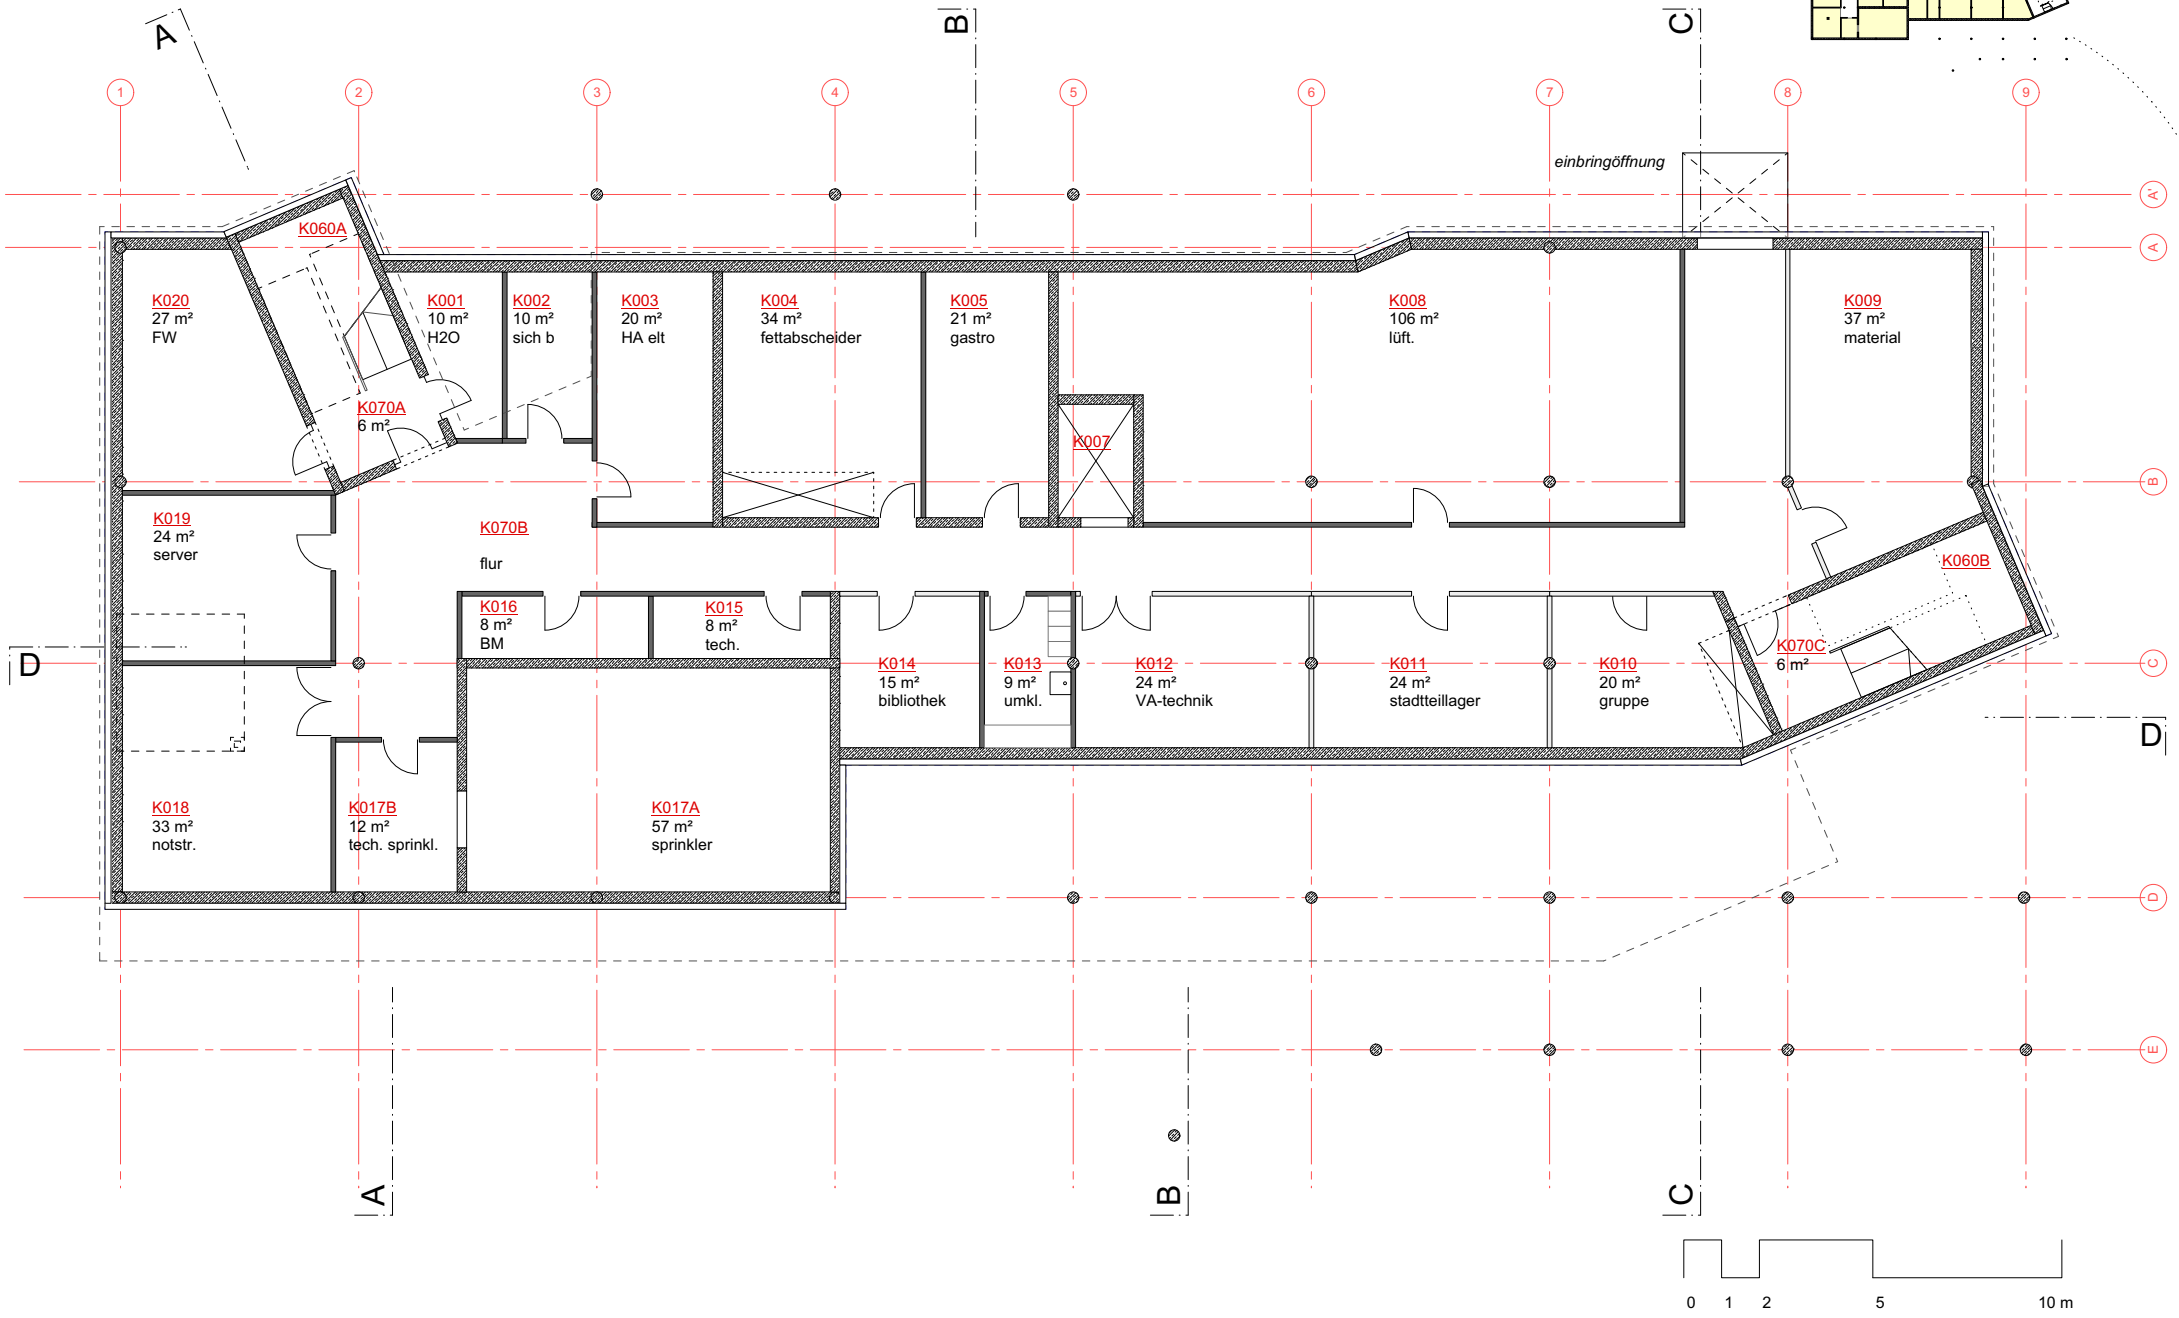 A
B
C
1
2
3
4
5
6
7
8
9
einbringöffnung
A'
A
K060A
K020
27 m²
FW
K001
10 m²
H2O
K002
10 m²
sich b
K003
20 m²
HA elt
K004
34 m²
fettabscheider
K005
21 m²
gastro
K008
106 m²
lüft.
K009
37 m²
material
K070A
6 m²
K007
B
K019
24 m²
server
K070B
flur
K060B
K016
8 m²
BM
K015
8 m²
tech.
K014
15 m²
bibliothek
K013
9 m²
umkl.
K012
24 m²
VA-technik
K011
24 m²
stadtteillager
K010
20 m²
gruppe
K070C
6 m²
C
D
D
K018
33 m²
notstr.
K017B
12 m²
tech. sprinkl.
K017A
57 m²
sprinkler
D
E
A
B
C
0 1 2 5 10 m